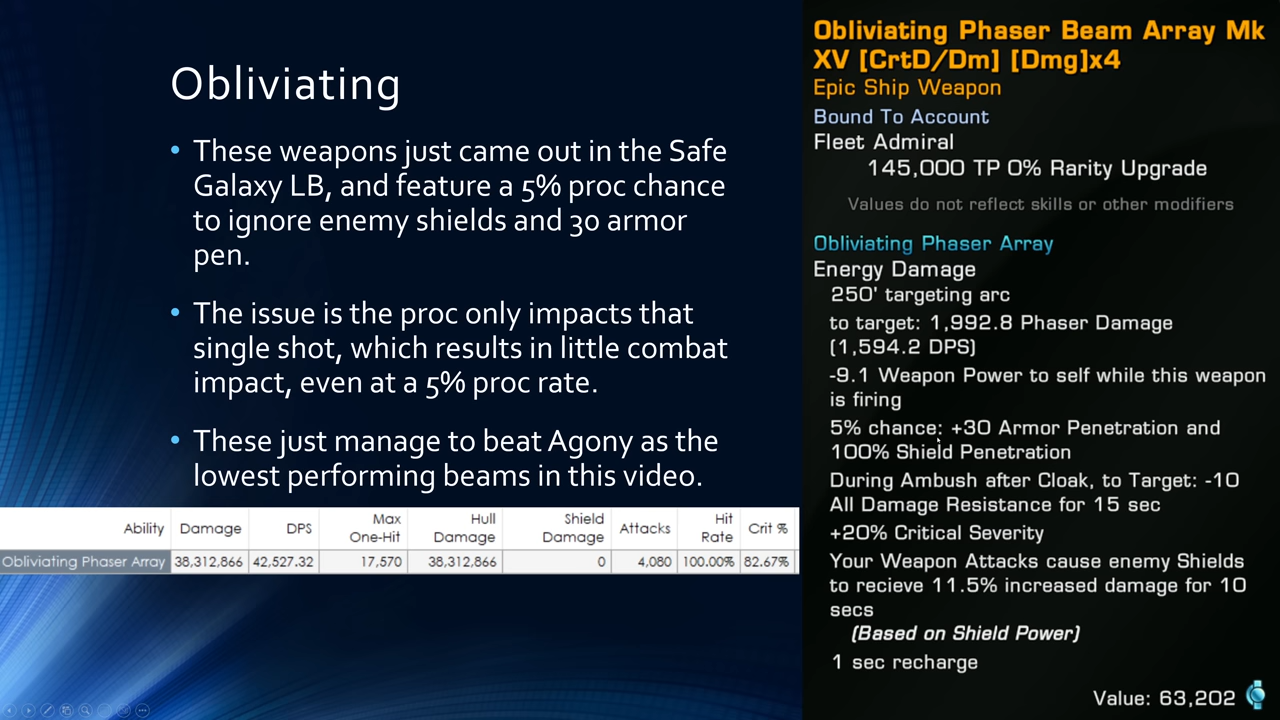 Obliviating
These weapons just came out in the Safe
Galaxy LB, and feature a 5% proc chance
to ignore enemy shields and 30 armor
pen.
The issue is the proc only impacts that
single shot, which results in little combat
impact, even at a 5% proc rate.
These just manage to beat Agony as the
lowest performing beams in this video.
Ability Damage DPS Max One-Hit Hull Damage Shield Damage Attacks Hit Rate Crit %
Obliviating Phaser Array 38,312,866 42,527.32 17,570 38,312,866 0 4,080 100.00% 82.67%
Obliviating Phaser Beam Array Mk
XV [CrtD/Dm] [Dmg]x4
Epic Ship Weapon
Bound To Account
Fleet Admiral
145,000 TP 0% Rarity Upgrade
Values do not reflect skills or other modifiers
Obliviating Phaser Array
Energy Damage
250' targeting arc
to target: 1,992.8 Phaser Damage
(1,594.2 DPS)
-9.1 Weapon Power to self while this weapon
is firing
5% chance: +30 Armor Penetration and
100% Shield Penetration
During Ambush after Cloak, to Target: -10
All Damage Resistance for 15 sec
+20% Critical Severity
Your Weapon Attacks cause enemy Shields
to recieve 11.5% increased damage for 10
secs
(Based on Shield Power)
1 sec recharge
Value: 63,202